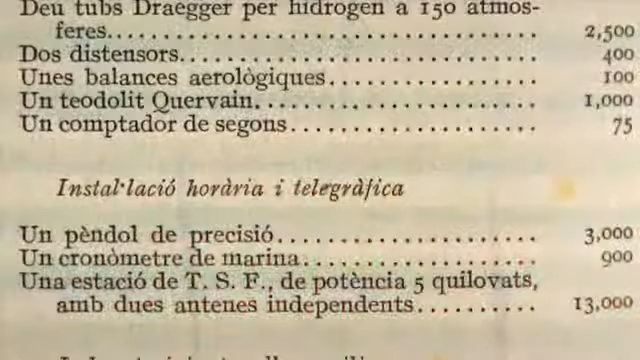 Deu tubs Draegger per hidrogen a 150 atmos-
feres.................................... 2,500
Dos distensors.............................. 400
Unes balances aerològiques.................. 100
Un teodolit Quervain........................ 1,000
Un comptador de segons...................... 75
Instal·lació horària i telegràfica
Un pèndol de precisió....................... 3,000
Un cronòmetre de marina..................... 900
Una estació de T. S. F., de potència 5 quilovats,
amb dues antenes independents.......... 13,000